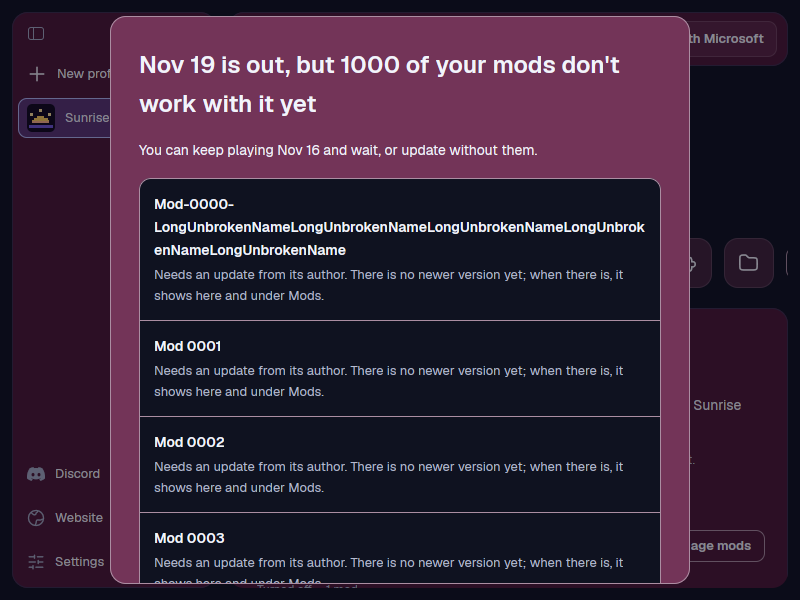 New prof
Sunrise
Discord
Website
Settings
th Microsoft
Nov 19 is out, but 1000 of your mods don't
work with it yet
You can keep playing Nov 16 and wait, or update without them.
Mod-0000-
LongUnbrokenNameLongUnbrokenNameLongUnbrokenNameLongUnbrok
enNameLongUnbrokenName
Needs an update from its author. There is no newer version yet; when there is, it
shows here and under Mods.
Mod 0001
Needs an update from its author. There is no newer version yet; when there is, it
shows here and under Mods.
Mod 0002
Needs an update from its author. There is no newer version yet; when there is, it
shows here and under Mods.
Mod 0003
Needs an update from its author. There is no newer version yet; when there is, it
shows here and under Mods.
Sunrise
t.
age mods